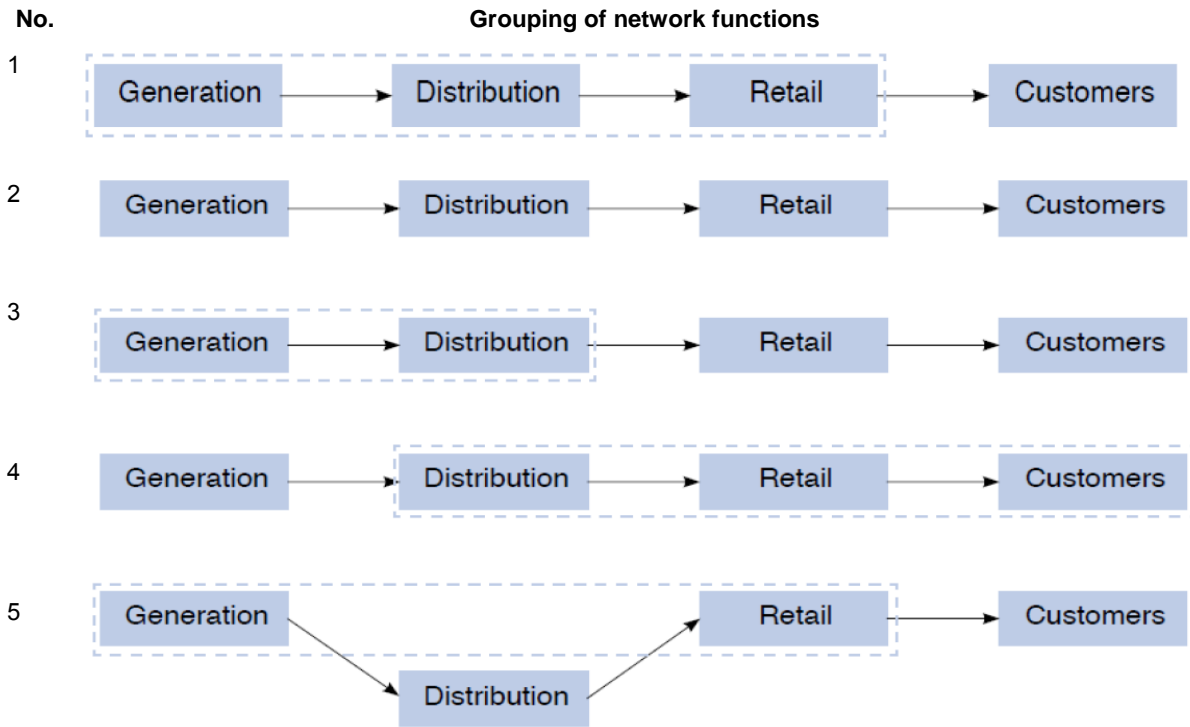 No. Grouping of network functions
1 Generation Distribution Retail Customers
2 Generation Distribution Retail Customers
3 Generation Distribution Retail Customers
4 Generation Distribution Retail Customers
5 Generation Retail Customers
Distribution